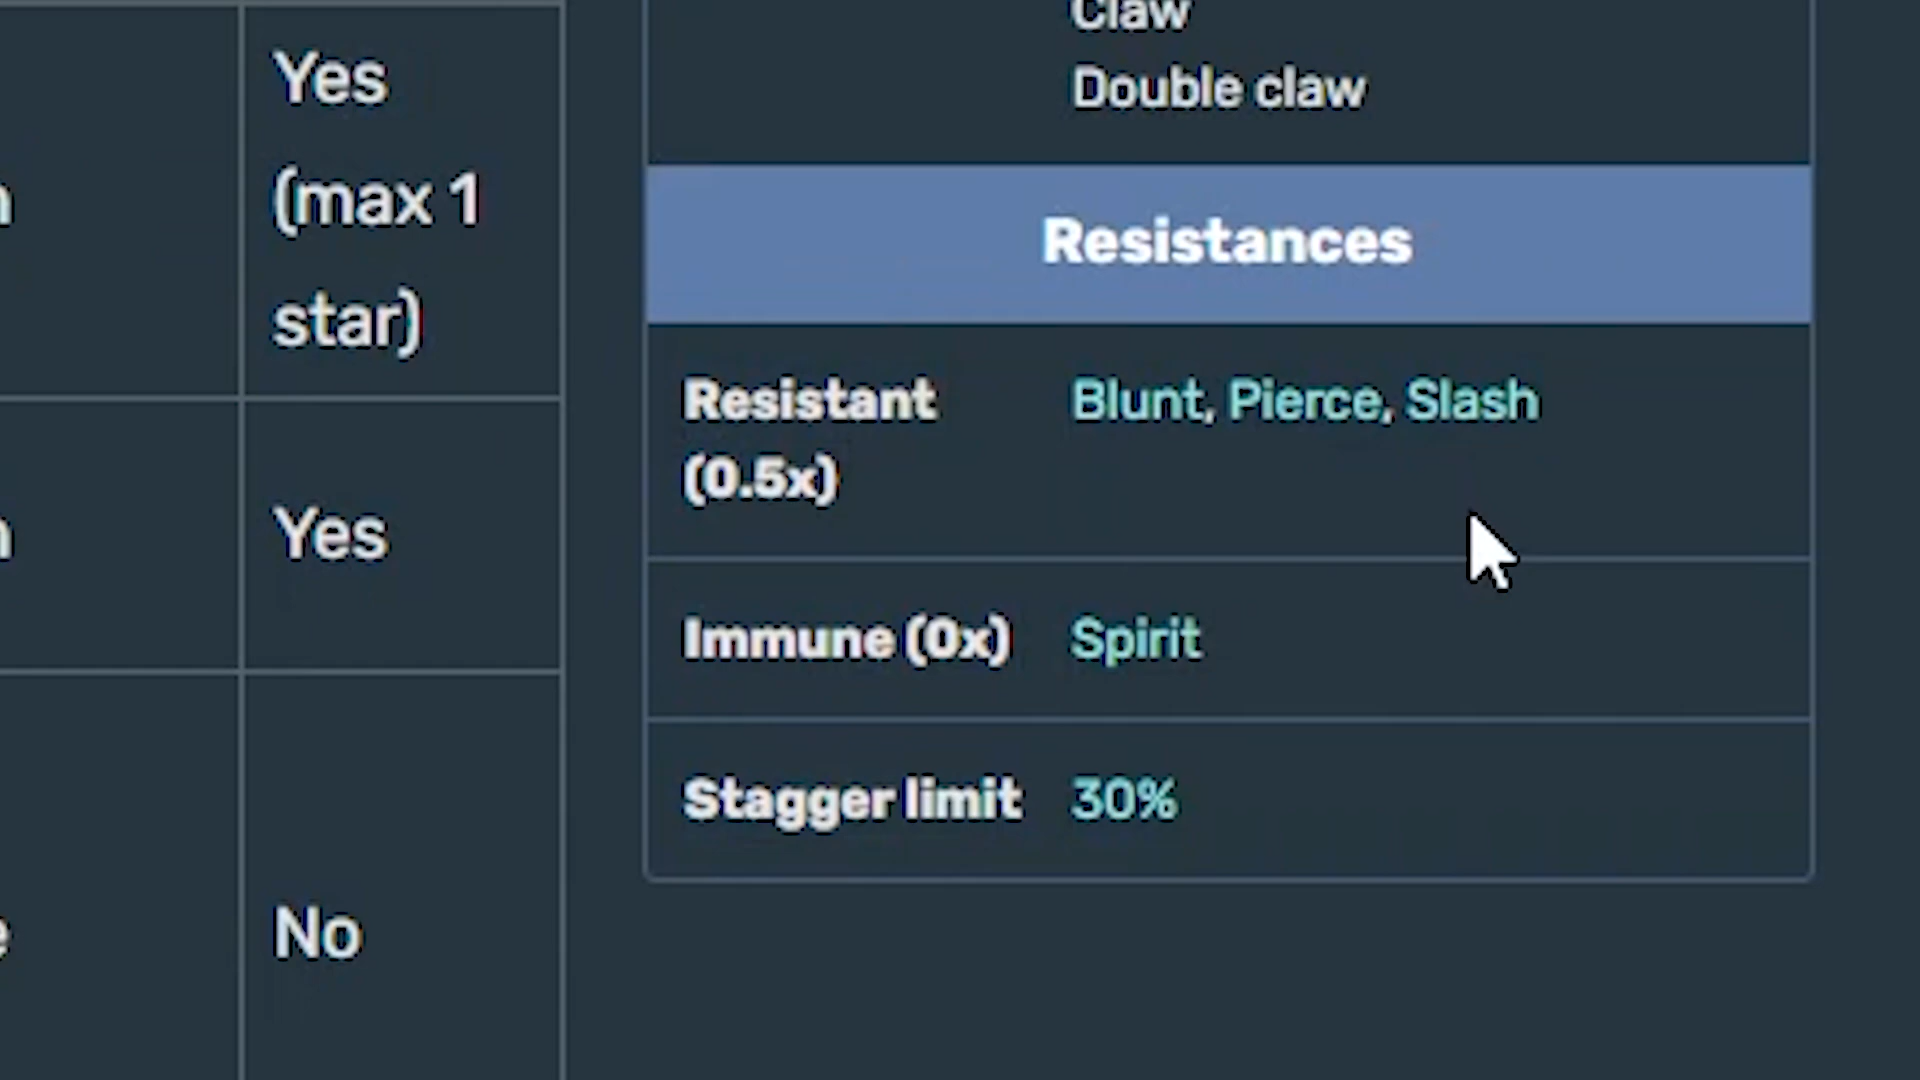 Yes
(max 1
star)
Yes
No
Claw
Double claw
Resistances
Resistant
(0.5x)
Blunt, Pierce, Slash
Immune (0x)
Spirit
Stagger limit
30%